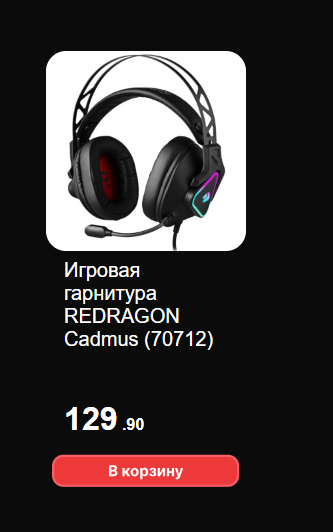 Игровая
гарнитура
REDRAGON
Cadmus (70712)
129 .90
В корзину